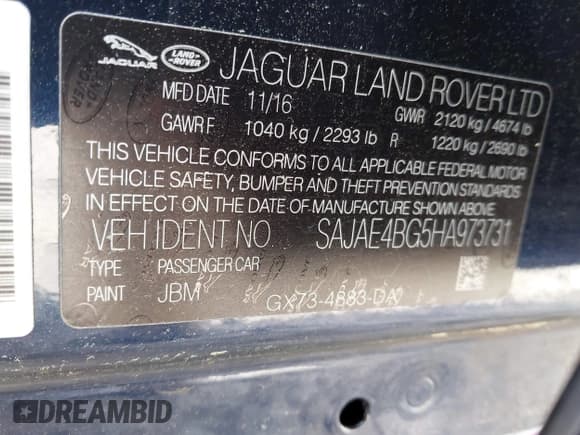 JAGUAR LAND-ROVER JAGUAR LAND ROVER LTD
MFD DATE 11/16 GWR 2120 kg / 4674 lb
GAWR F 1040 kg / 2293 lb R 1220 kg / 2690 lb
THIS VEHICLE CONFORMS TO ALL APPLICABLE FEDERAL MOTOR
VEHICLE SAFETY, BUMPER AND THEFT PREVENTION STANDARDS
IN EFFECT ON THE DATE OF MANUFACTURE SHOWN ABOVE.
VEH IDENT NO SAJAE4BG5HA973731
TYPE PASSENGER CAR
PAINT JBM GX73-4683-DA
DREAMBID